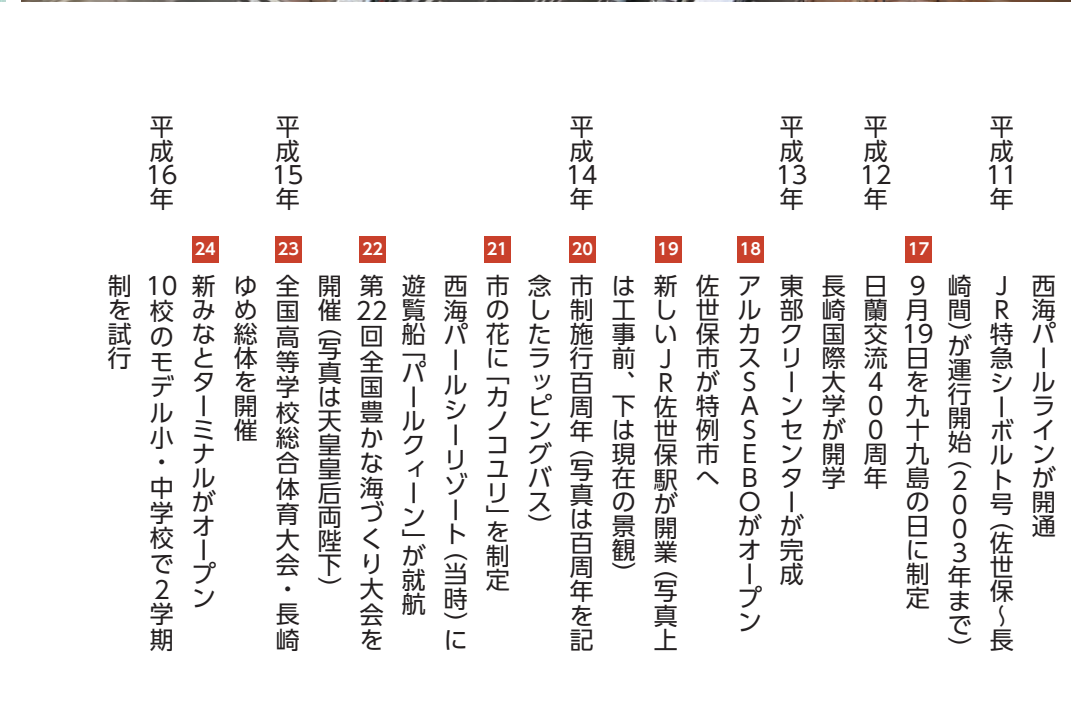 西海パールラインが開通
平成11年
JR特急シーボルト号（佐世保～長
崎間）が運行開始（2003年まで）
17
9月19日を九十九島の日に制定
平成12年
日蘭交流400周年
長崎国際大学が開学
平成13年
東部クリーンセンターが完成
18
アルカスSASEBOがオープン
佐世保市が特例市へ
19
新しいJR佐世保駅が開業（写真上
は工事前、下は現在の景観）
平成14年
20
市制施行百周年（写真は百周年を記
念したラッピングバス）
21
市の花に「カノコユリ」を制定
西海パールシーリゾート（当時）に
遊覧船「パールクィーン」が就航
22
第22回全国豊かな海づくり大会を
開催（写真は天皇皇后両陛下）
平成15年
23
全国高等学校総合体育大会・長崎
ゆめ総体を開催
24
新みなとターミナルがオープン
平成16年
10校のモデル小・中学校で2学期
制を試行